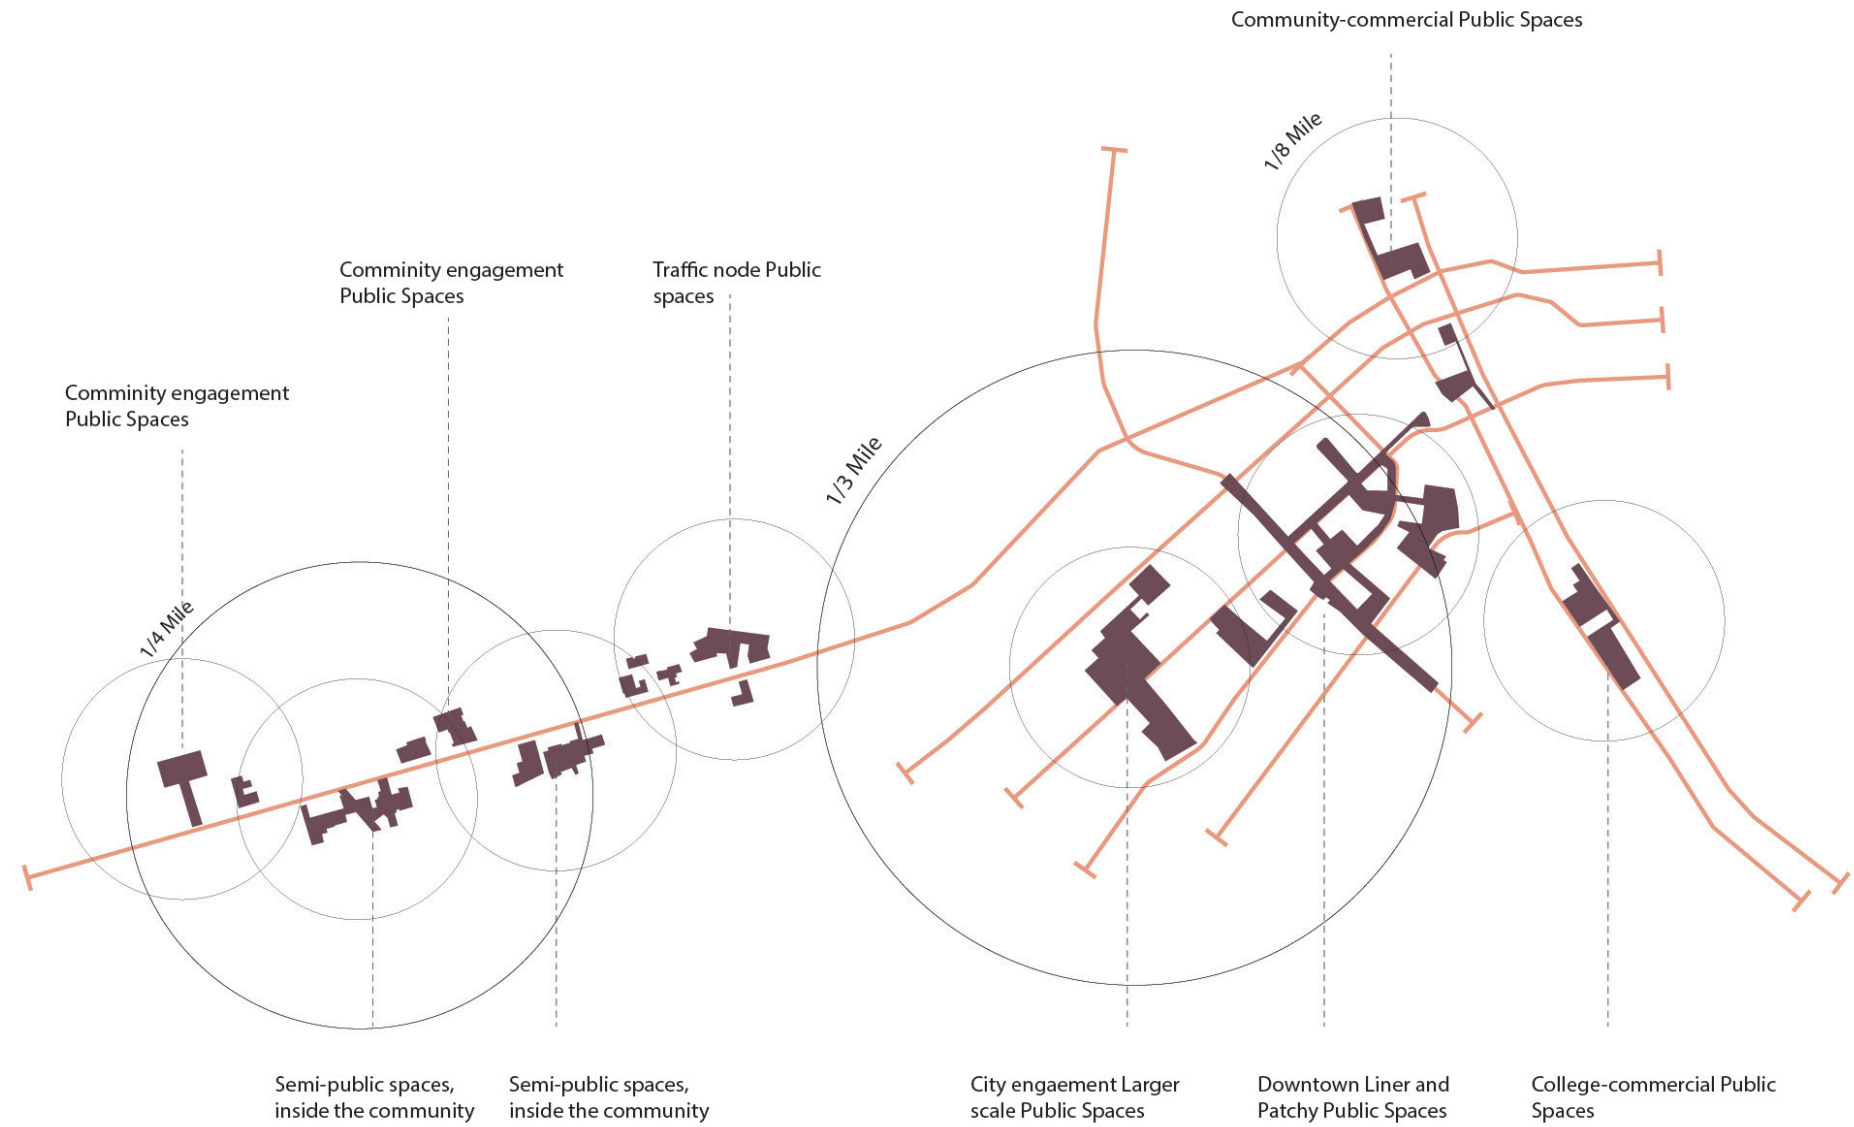 Community-commercial Public Spaces
1/8 Mile
Comminity engagement
Public Spaces
Traffic node Public
spaces
Comminity engagement
Public Spaces
1/3 Mile
1/4 Mile
Semi-public spaces,
inside the community
Semi-public spaces,
inside the community
City engaement Larger
scale Public Spaces
Downtown Liner and
Patchy Public Spaces
College-commercial Public
Spaces